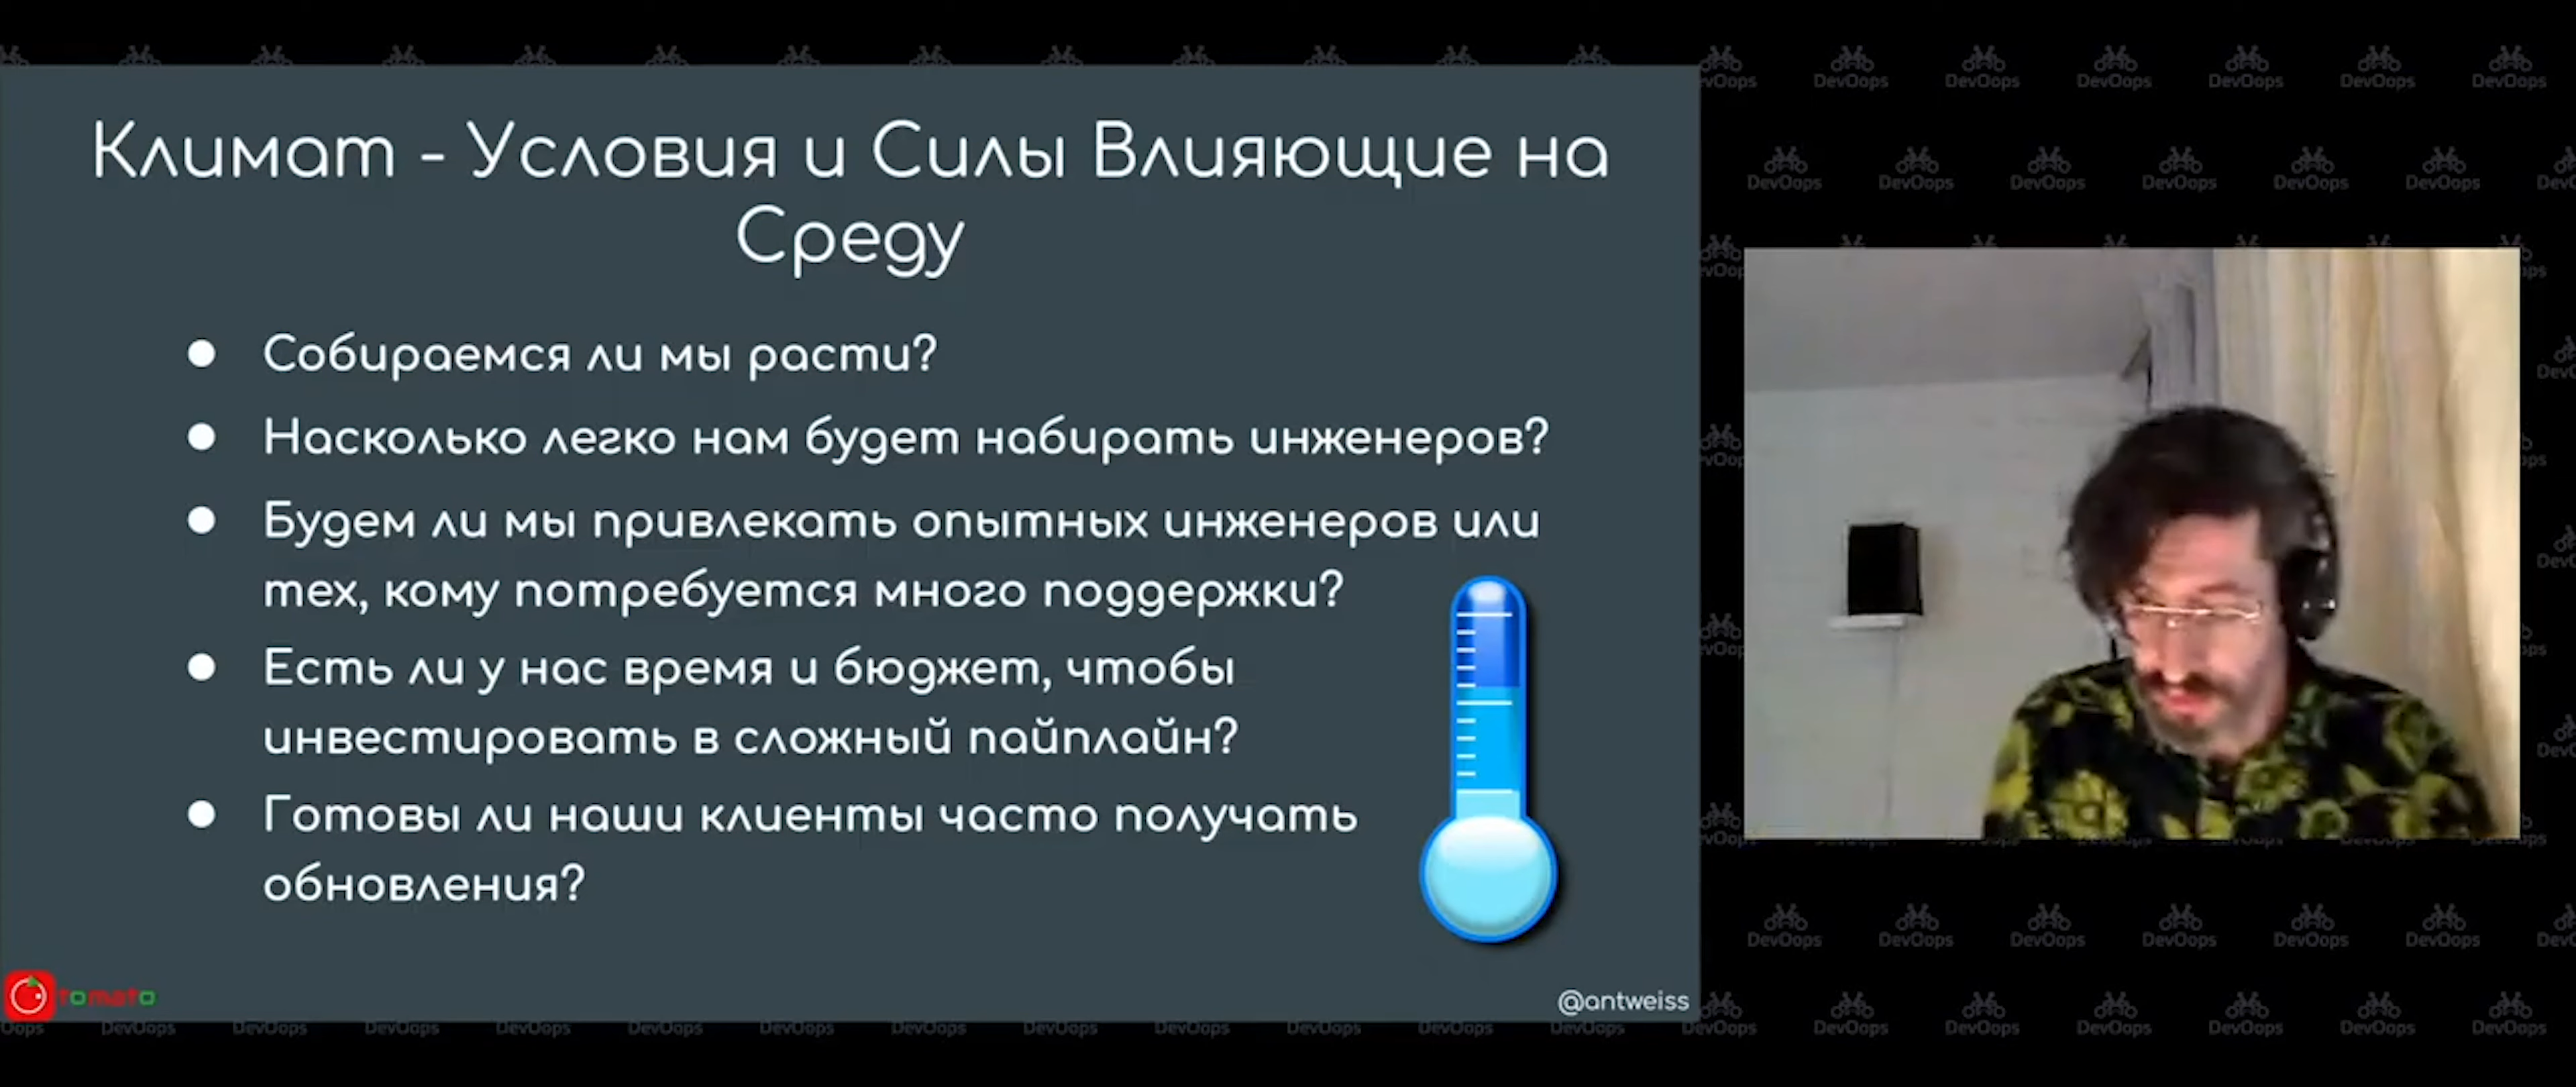 Климат - Условия и Силы Влияющие на
Среду
● Собираемся ли мы расти?
● Насколько легко нам будет набирать инженеров?
● Будем ли мы привлекать опытных инженеров или
тех, кому потребуется много поддержки?
● Есть ли у нас время и бюджет, чтобы
инвестировать в сложный пайплайн?
● Готовы ли наши клиенты часто получать
обновления?
tomato
@antweiss
DevOops